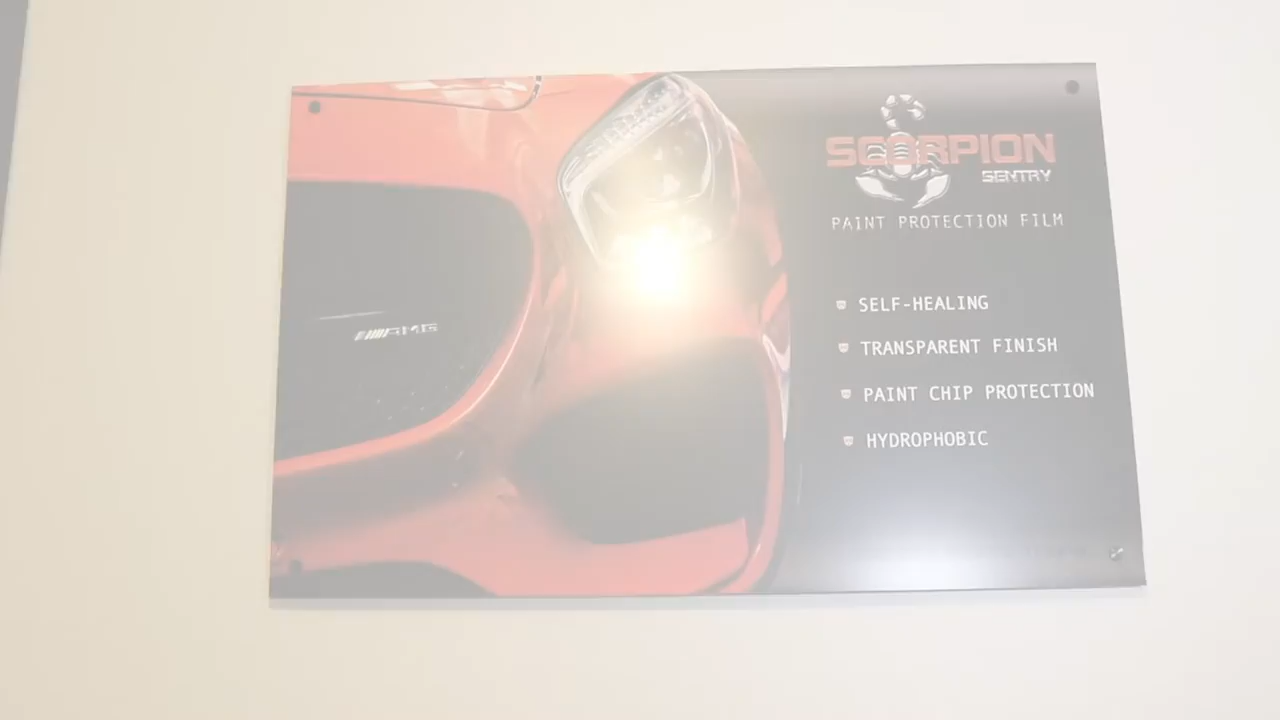 SCORPION
SENTRY
PAINT PROTECTION FILM
SELF-HEALING
TRANSPARENT FINISH
PAINT CHIP PROTECTION
HYDROPHOBIC
AMG